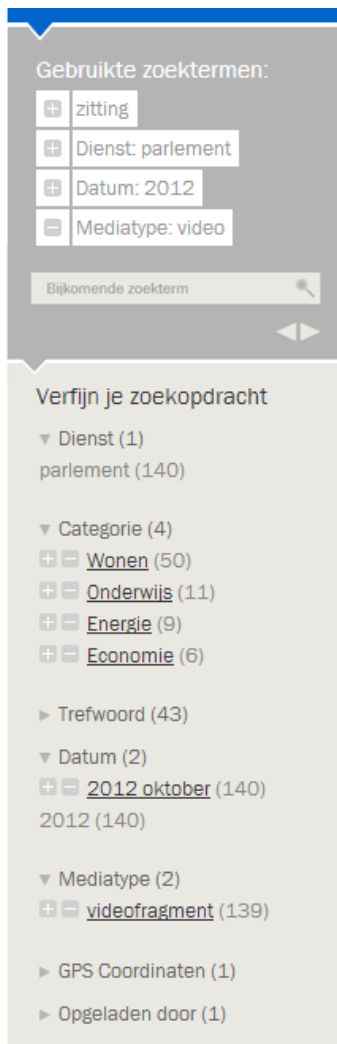 Gebruikte zoektermen:
zitting
Dienst: parlement
Datum: 2012
Mediatype: video
Bijkomende zoekterm
Verfijn je zoekopdracht
Dienst (1)
parlement (140)
Categorie (4)
Wonen (50)
Onderwijs (11)
Energie (9)
Economie (6)
Trefwoord (43)
Datum (2)
2012 oktober (140)
2012 (140)
Mediatype (2)
videofragment (139)
GPS Coordinaten (1)
Opgeladen door (1)